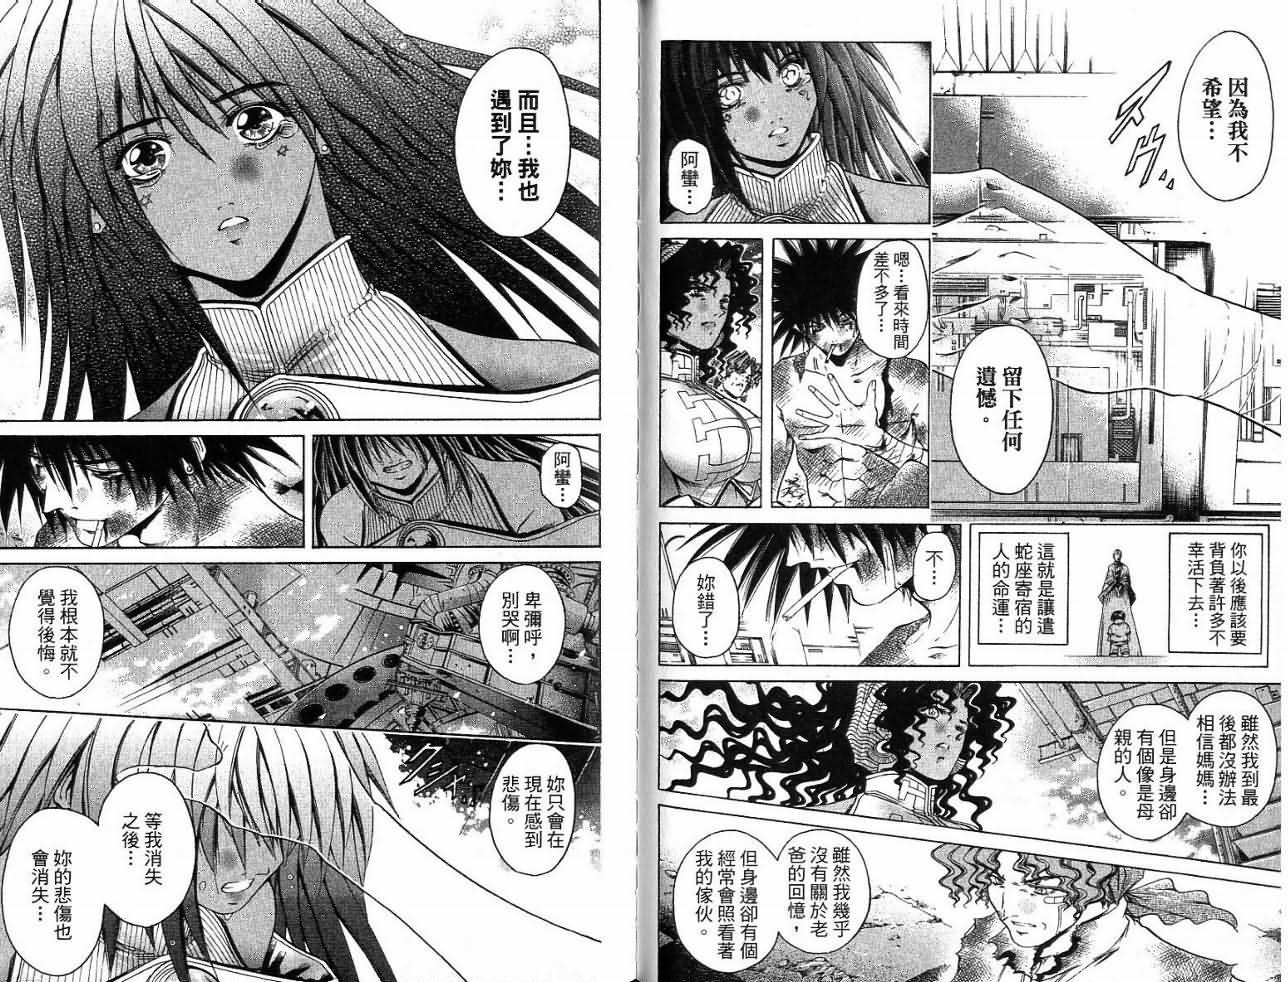 因為我不
希望…
留下任何
遺憾。
阿蠻…
嗯…看來時間
差不多了…
你以後應該要
背負著許多不
幸活下去…
這就是讓遣
蛇座寄宿的
人的命運…
不…
妳錯了…
雖然我到最
後都沒辦法
相信媽媽…
但是身邊卻
有個像是母
親的人。
雖然我幾乎
沒有關於老
爸的回憶，
但身邊卻有個
經常會照看著
我的傢伙。
而且…我也
遇到了妳…
阿蠻…
卑彌呼，
別哭啊…
我根本就不
覺得後悔。
妳只會在
現在感到
悲傷。
等我消失
之後…
妳的悲傷也
會消失…